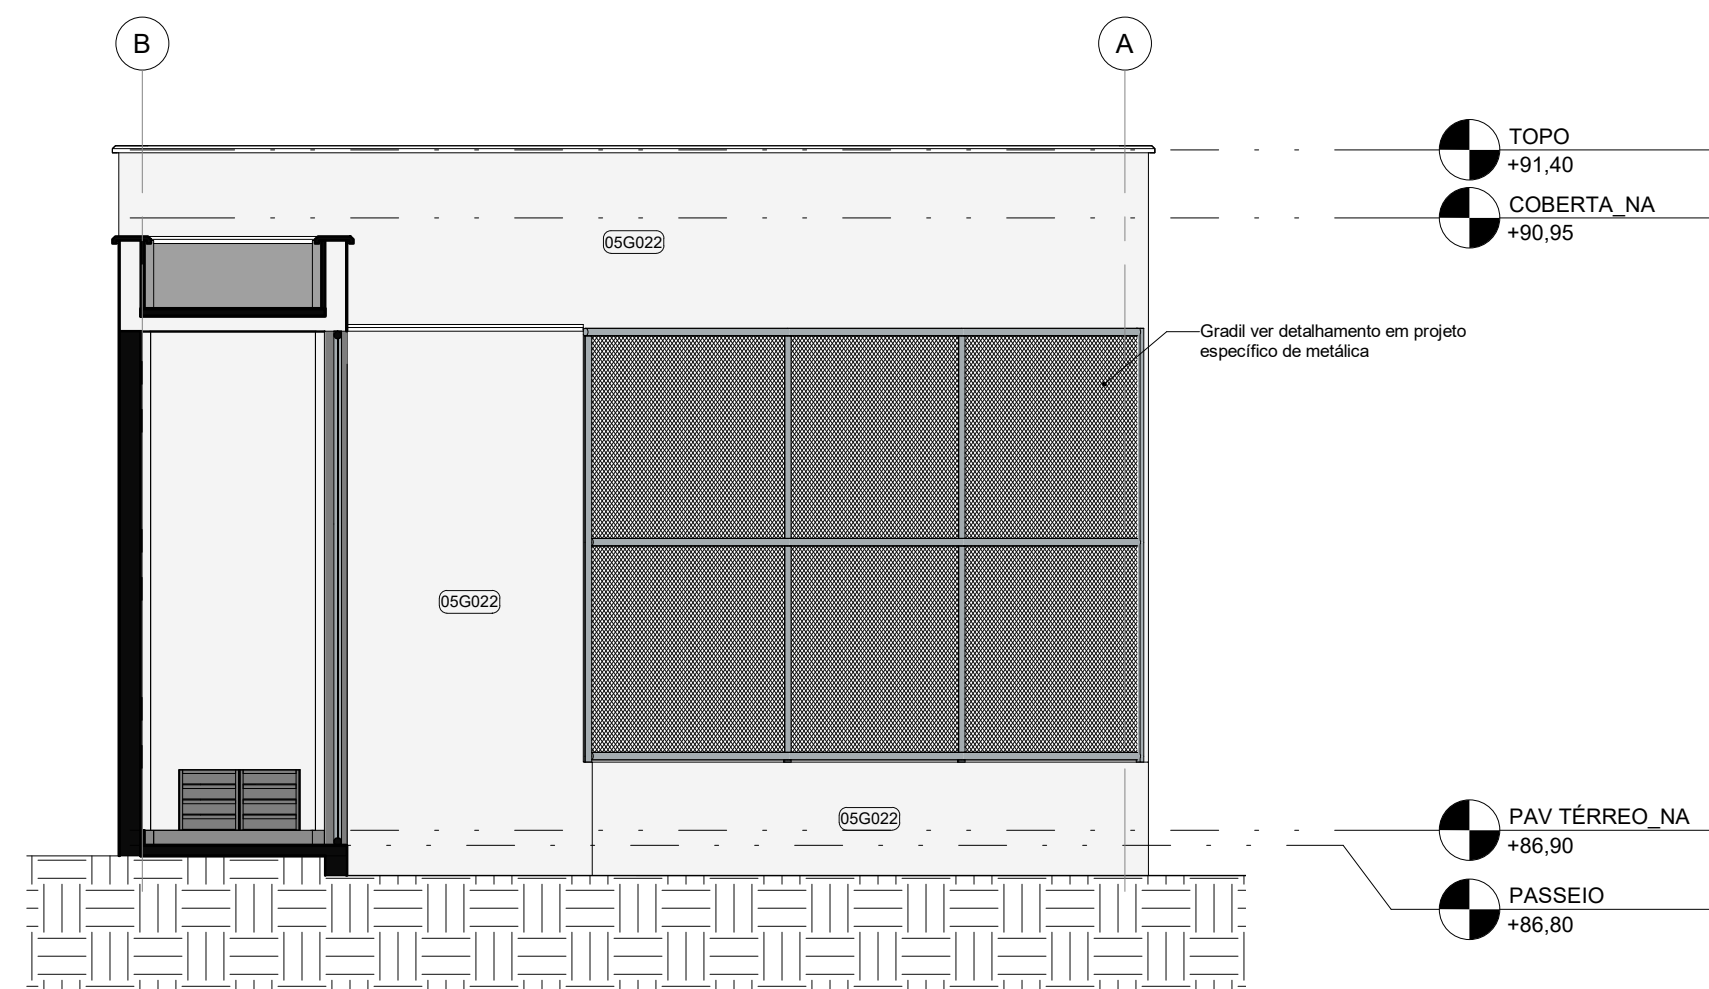 B
A
TOPO
+91,40
COBERTA_NA
+90,95
05G022
Gradil ver detalhamento em projeto
específico de metálica
05G022
05G022
PAV TÉRREO_NA
+86,90
PASSEIO
+86,80